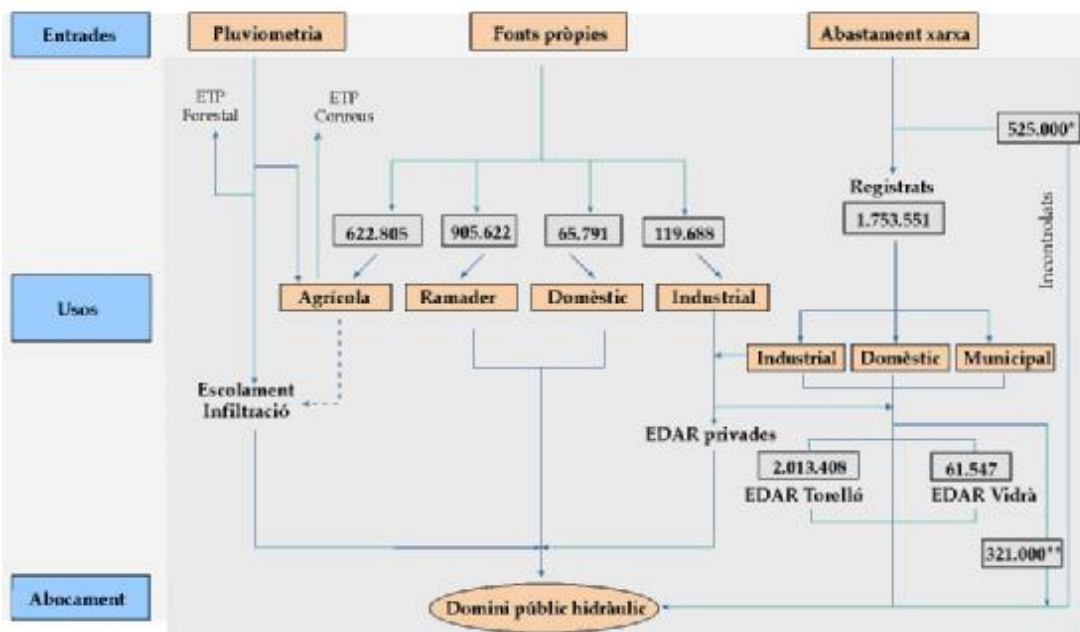 Entrades
Pluviometria
Fonts pròpies
Abastament xarxa
ETP
Forestal
ETP
Conreus
525.000*
Registrats
1.753.551
Incontrolats
622.805
905.622
65.791
119.688
Usos
Agrícola
Ramader
Domèstic
Industrial
Industrial
Domèstic
Municipal
Escolament
Infiltració
EDAR privades
2.013.408
61.547
EDAR Torelló
EDAR Vidrà
321.000**
Abocament
Domini públic hidràulic